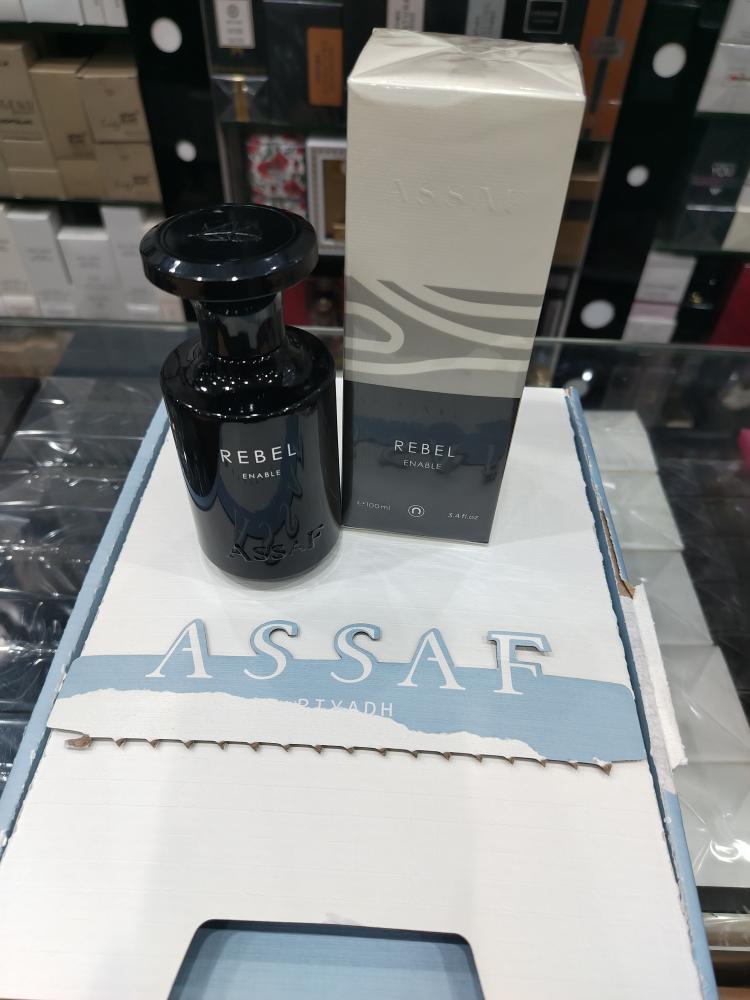 ASSAF
REBEL
ENABLE
ASSAF
REBEL
ENABLE
℮100ml
3.4 fl.oz
ASSAF
RIYADH